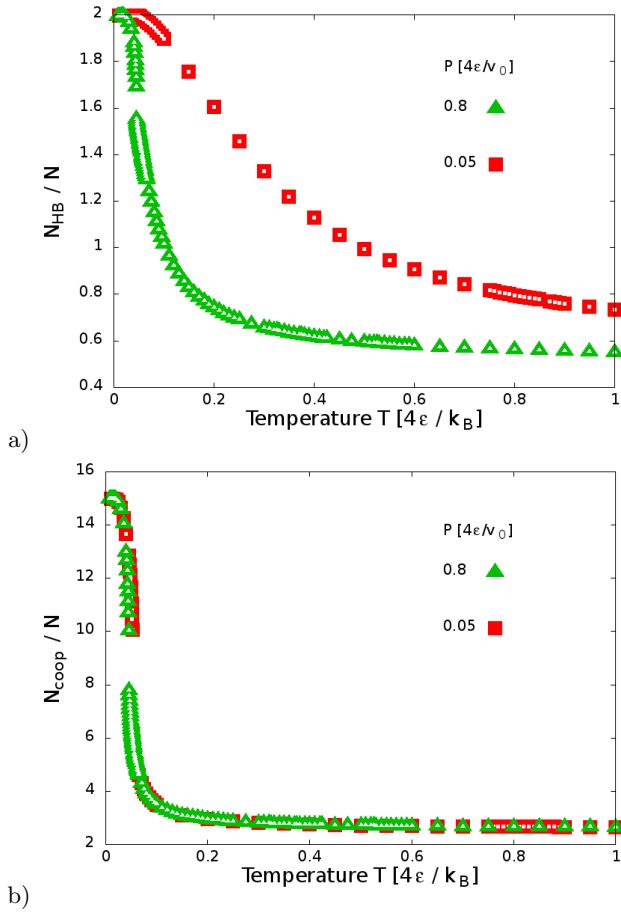 2
1.8
1.6
1.4
1.2
1
0.8
0.6
0.4
N_HB / N
P [4ε/v_0]
0.8
0.05
0 0.2 0.4 0.6 0.8 1
Temperature T [4ε / k_B]
a)
16
14
12
10
8
6
4
2
N_coop / N
P [4ε/v_0]
0.8
0.05
0 0.2 0.4 0.6 0.8 1
Temperature T [4ε / k_B]
b)